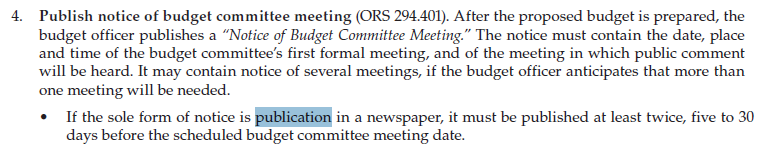 4. Publish notice of budget committee meeting (ORS 294.401). After the proposed budget is prepared, the
budget officer publishes a “Notice of Budget Committee Meeting.” The notice must contain the date, place
and time of the budget committee’s first formal meeting, and of the meeting in which public comment
will be heard. It may contain notice of several meetings, if the budget officer anticipates that more than
one meeting will be needed.
• If the sole form of notice is publication in a newspaper, it must be published at least twice, five to 30
days before the scheduled budget committee meeting date.